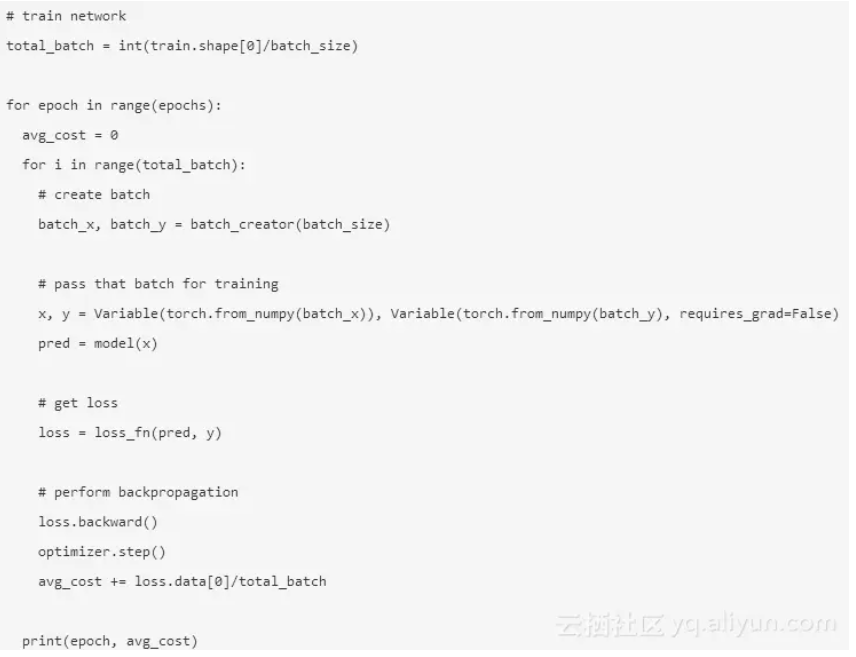 # train network
total_batch = int(train.shape[0]/batch_size)
for epoch in range(epochs):
  avg_cost = 0
  for i in range(total_batch):
    # create batch
    batch_x, batch_y = batch_creator(batch_size)
    # pass that batch for training
    x, y = Variable(torch.from_numpy(batch_x)), Variable(torch.from_numpy(batch_y), requires_grad=False)
    pred = model(x)
    # get loss
    loss = loss_fn(pred, y)
    # perform backpropagation
    loss.backward()
    optimizer.step()
    avg_cost += loss.data[0]/total_batch
  print(epoch, avg_cost)
云栖社区 yq.aliyun.com